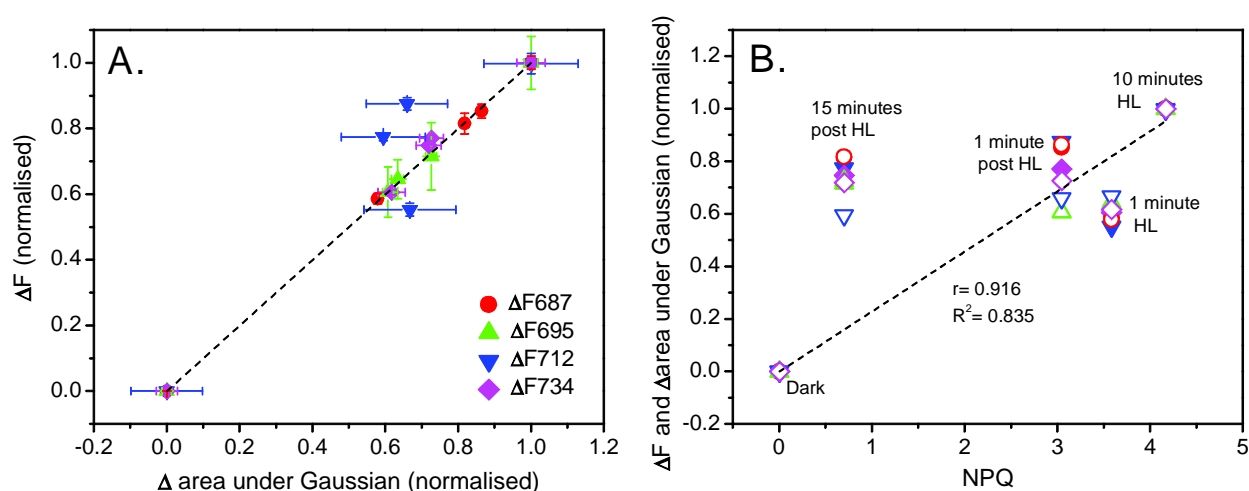 A.
ΔF (normalised)
1.0
0.8
0.6
0.4
0.2
0.0
-0.2
0.0
0.2
0.4
0.6
0.8
1.0
1.2
Δ area under Gaussian (normalised)
ΔF687
ΔF695
ΔF712
ΔF734
B.
ΔF and Δarea under Gaussian (normalised)
1.2
1.0
0.8
0.6
0.4
0.2
0.0
-0.2
0
1
2
3
4
5
NPQ
15 minutes
post HL
10 minutes
HL
1 minute
post HL
1 minute
HL
r= 0.916
R²= 0.835
Dark